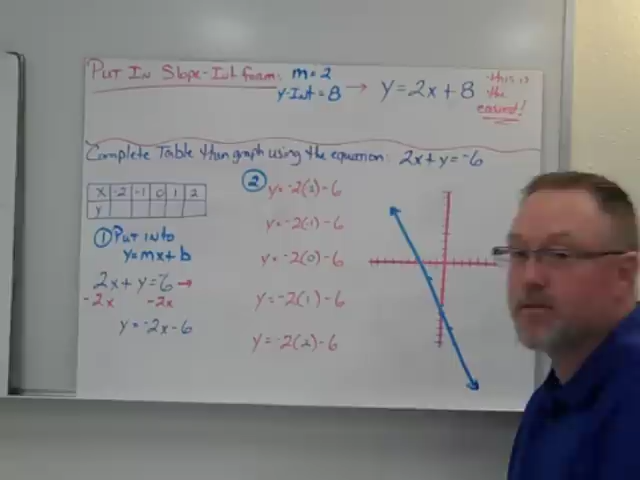 PUT IN SLOPE-INT FORM: m = 2
Y-INT = 8 → y = 2x + 8
this is
the
easiest!
Complete Table then graph using the equation: 2x + y = -6
X -2 -1 0 1 2
Y
① PUT INTO
y = mx + b
2x + y = -6 →
-2x -2x
y = -2x - 6
②
y = -2(-2) - 6
y = -2(-1) - 6
y = -2(0) - 6
y = -2(1) - 6
y = -2(2) - 6